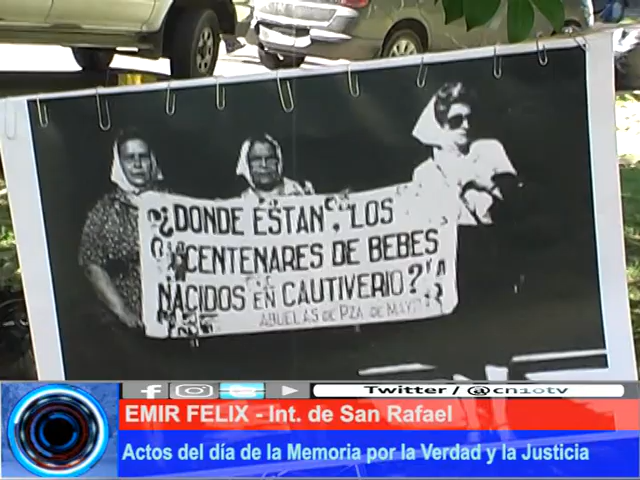 ¿DONDE ESTAN LOS
CENTENARES DE BEBES
NACIDOS EN CAUTIVERIO?
ABUELAS DE PZA DE MAYO
Twitter / @cn10tv
EMIR FELIX - Int. de San Rafael
Actos del día de la Memoria por la Verdad y la Justicia